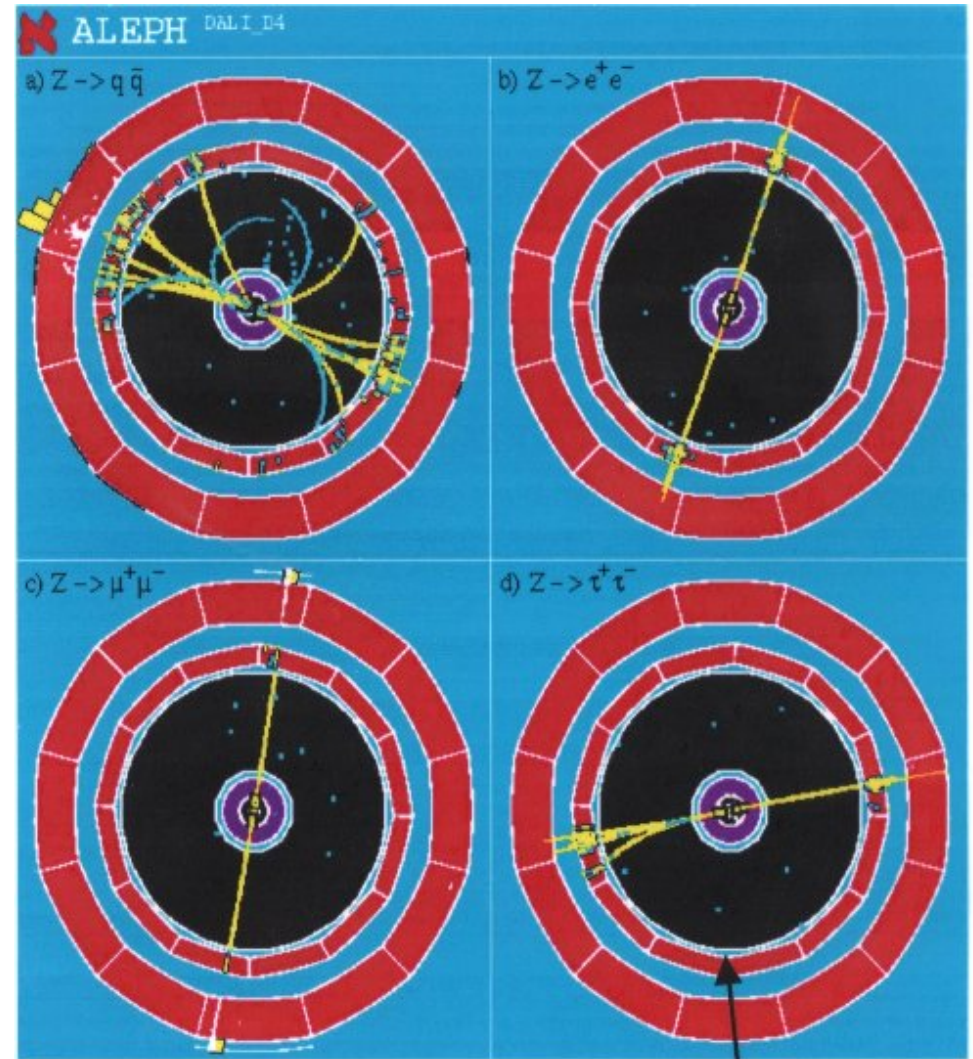 ALEPH DALI_D4
a) Z -> q q̄
b) Z -> e⁺ e⁻
c) Z -> μ⁺ μ⁻
d) Z -> τ⁺ τ⁻